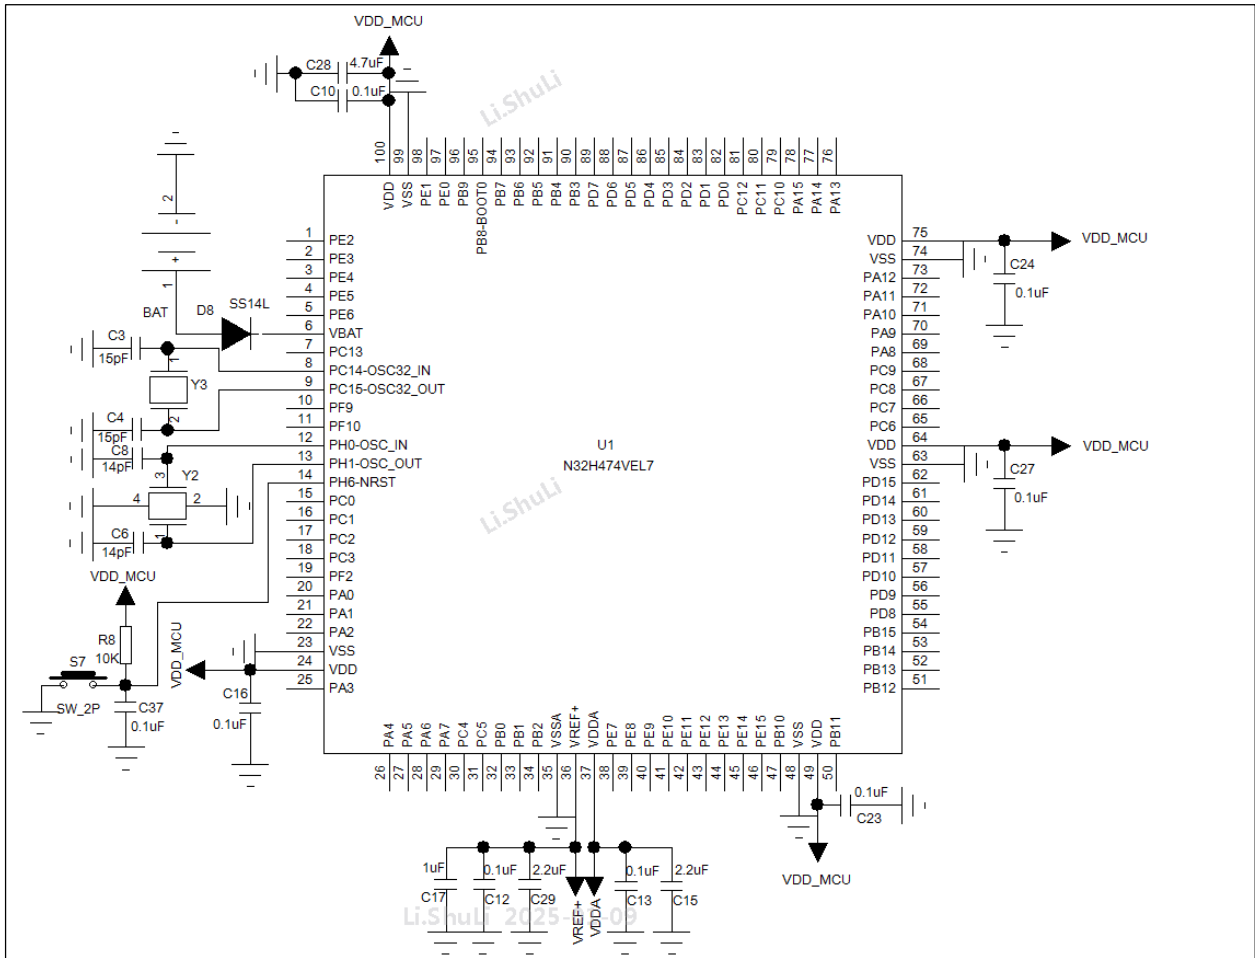 VDD_MCU
C28
4.7uF
C10
0.1uF
Li.ShuLi
100
99
98
97
96
95
94
93
92
91
90
89
88
87
86
85
84
83
82
81
80
79
78
77
76
VDD
VSS
PE1
PE0
PB9
PB8-BOOT0
PB7
PB6
PB5
PB4
PB3
PD7
PD6
PD5
PD4
PD3
PD2
PD1
PD0
PC12
PC11
PC10
PA15
PA14
PA13
2
-
+
1
BAT
D8
SS14L
C3
15pF
1
Y3
2
C4
15pF
C8
14pF
3
Y2
4
2
C6
1
14pF
VDD_MCU
R8
10K
S7
SW_2P
C37
0.1uF
VDD_MCU
C16
0.1uF
1 PE2
2 PE3
3 PE4
4 PE5
5 PE6
6 VBAT
7 PC13
8 PC14-OSC32_IN
9 PC15-OSC32_OUT
10 PF9
11 PF10
12 PH0-OSC_IN
13 PH1-OSC_OUT
14 PH6-NRST
15 PC0
16 PC1
17 PC2
18 PC3
19 PF2
20 PA0
21 PA1
22 PA2
23 VSS
24 VDD
25 PA3
U1
N32H474VEL7
Li.ShuLi
VDD 75
VSS 74
PA12 73
PA11 72
PA10 71
PA9 70
PA8 69
PC9 68
PC8 67
PC7 66
PC6 65
VDD 64
VSS 63
PD15 62
PD14 61
PD13 60
PD12 59
PD11 58
PD10 57
PD9 56
PD8 55
PB15 54
PB14 53
PB13 52
PB12 51
VDD_MCU
C24
0.1uF
VDD_MCU
C27
0.1uF
PA4
PA5
PA6
PA7
PC4
PC5
PB0
PB1
PB2
VSSA
VREF+
VDDA
PE7
PE8
PE9
PE10
PE11
PE12
PE13
PE14
PE15
PB10
VSS
VDD
PB11
26
27
28
29
30
31
32
33
34
35
36
37
38
39
40
41
42
43
44
45
46
47
48
49
50
0.1uF
C23
VDD_MCU
1uF
C17
0.1uF
C12
2.2uF
C29
VREF+
VDDA
0.1uF
C13
2.2uF
C15
Li.ShuLi